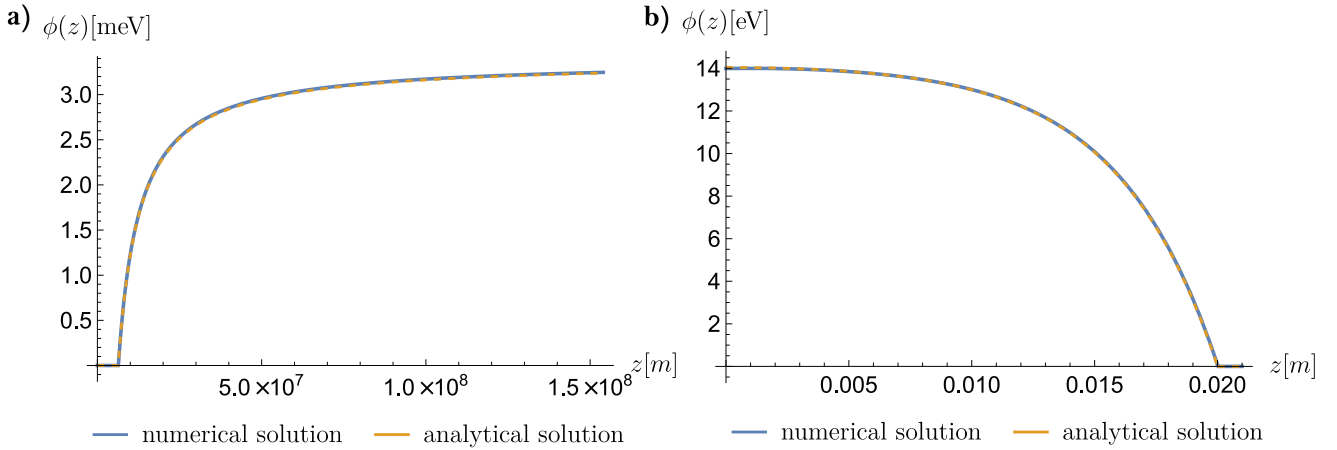 a) ϕ(z)[meV]
3.0
2.5
2.0
1.5
1.0
0.5
z[m]
5.0×10⁷ 1.0×10⁸ 1.5×10⁸
numerical solution analytical solution
b) ϕ(z)[eV]
14
12
10
8
6
4
2
z[m]
0.005 0.010 0.015 0.020
numerical solution analytical solution